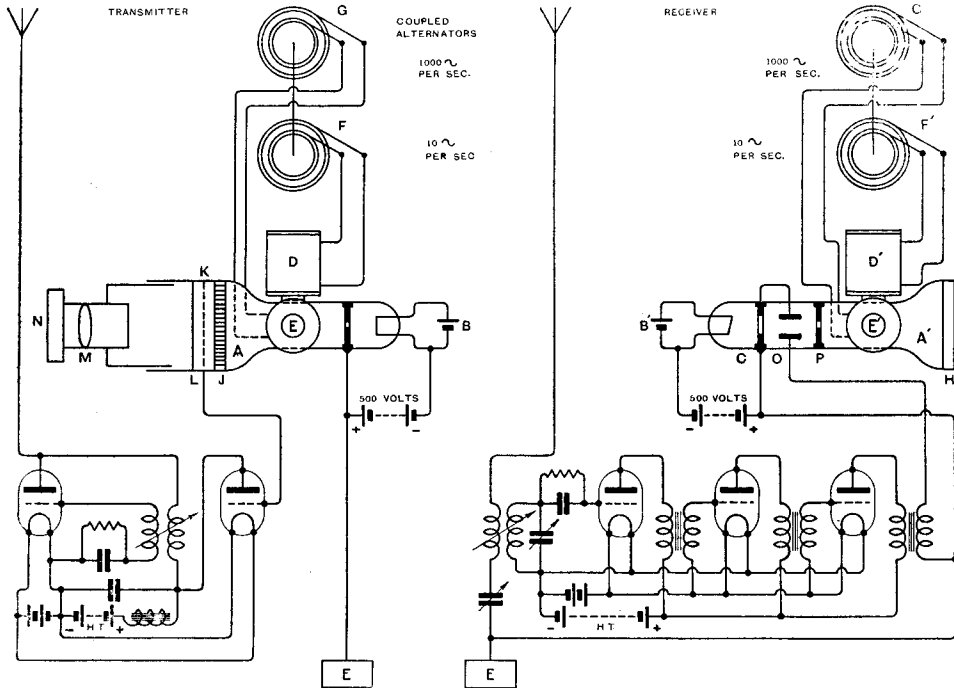 TRANSMITTER
G
COUPLED
ALTERNATORS
1000 ~
PER SEC.
F
10 ~
PER SEC
D
K
N
M
A
E
B
L
J
500 VOLTS
+
-
- H.T. +
E
RECEIVER
C
1000 ~
PER SEC.
F'
10 ~
PER SEC.
D'
B'
E'
A'
C
O
P
H
500 VOLTS
-
+
- H.T. +
E